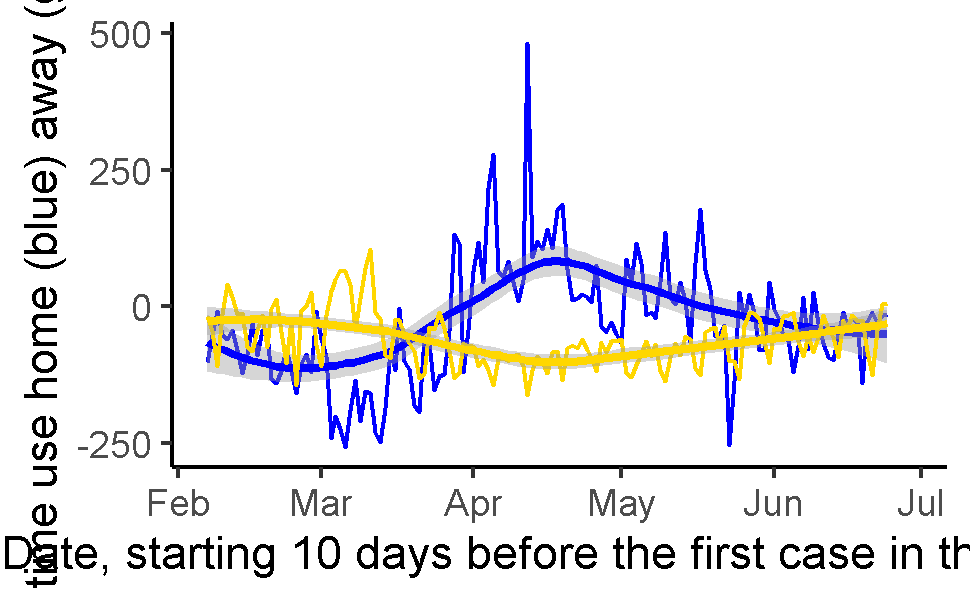 time use home (blue) away (
500
250
0
-250
Feb Mar Apr May Jun Jul
Date, starting 10 days before the first case in th